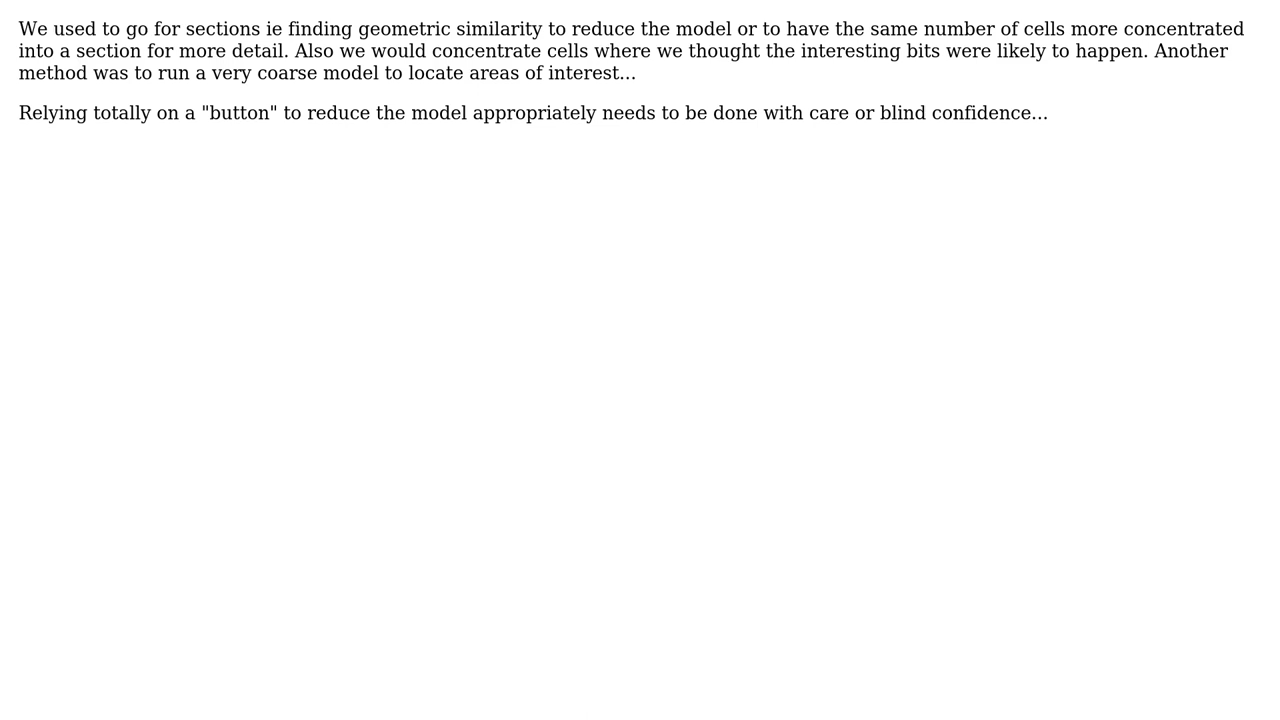 We used to go for sections ie finding geometric similarity to reduce the model or to have the same number of cells more concentrated
into a section for more detail. Also we would concentrate cells where we thought the interesting bits were likely to happen. Another
method was to run a very coarse model to locate areas of interest...
Relying totally on a "button" to reduce the model appropriately needs to be done with care or blind confidence...